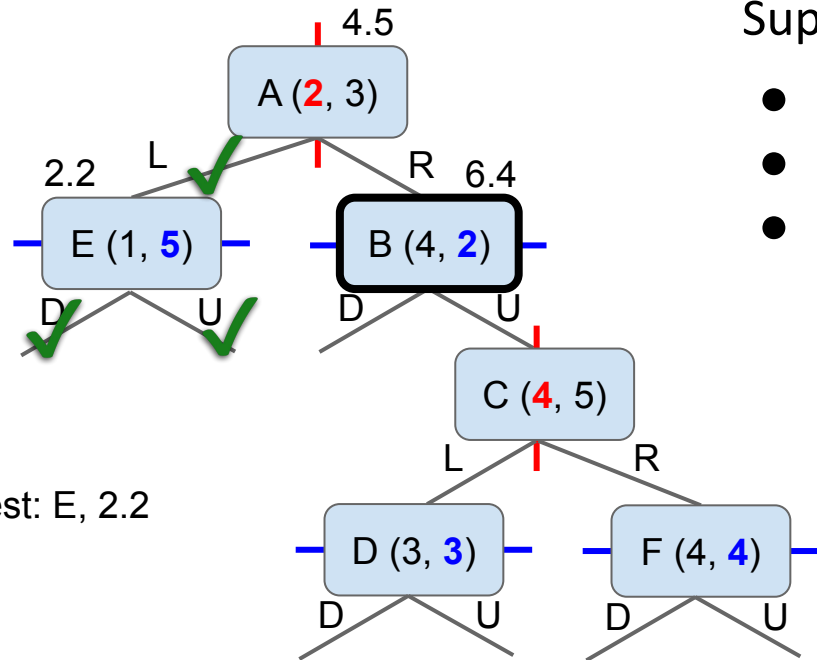 4.5
Sup
A (2, 3)
L
R
2.2
6.4
E (1, 5)
B (4, 2)
D
U
D
U
C (4, 5)
L
R
est: E, 2.2
D (3, 3)
F (4, 4)
D
U
D
U